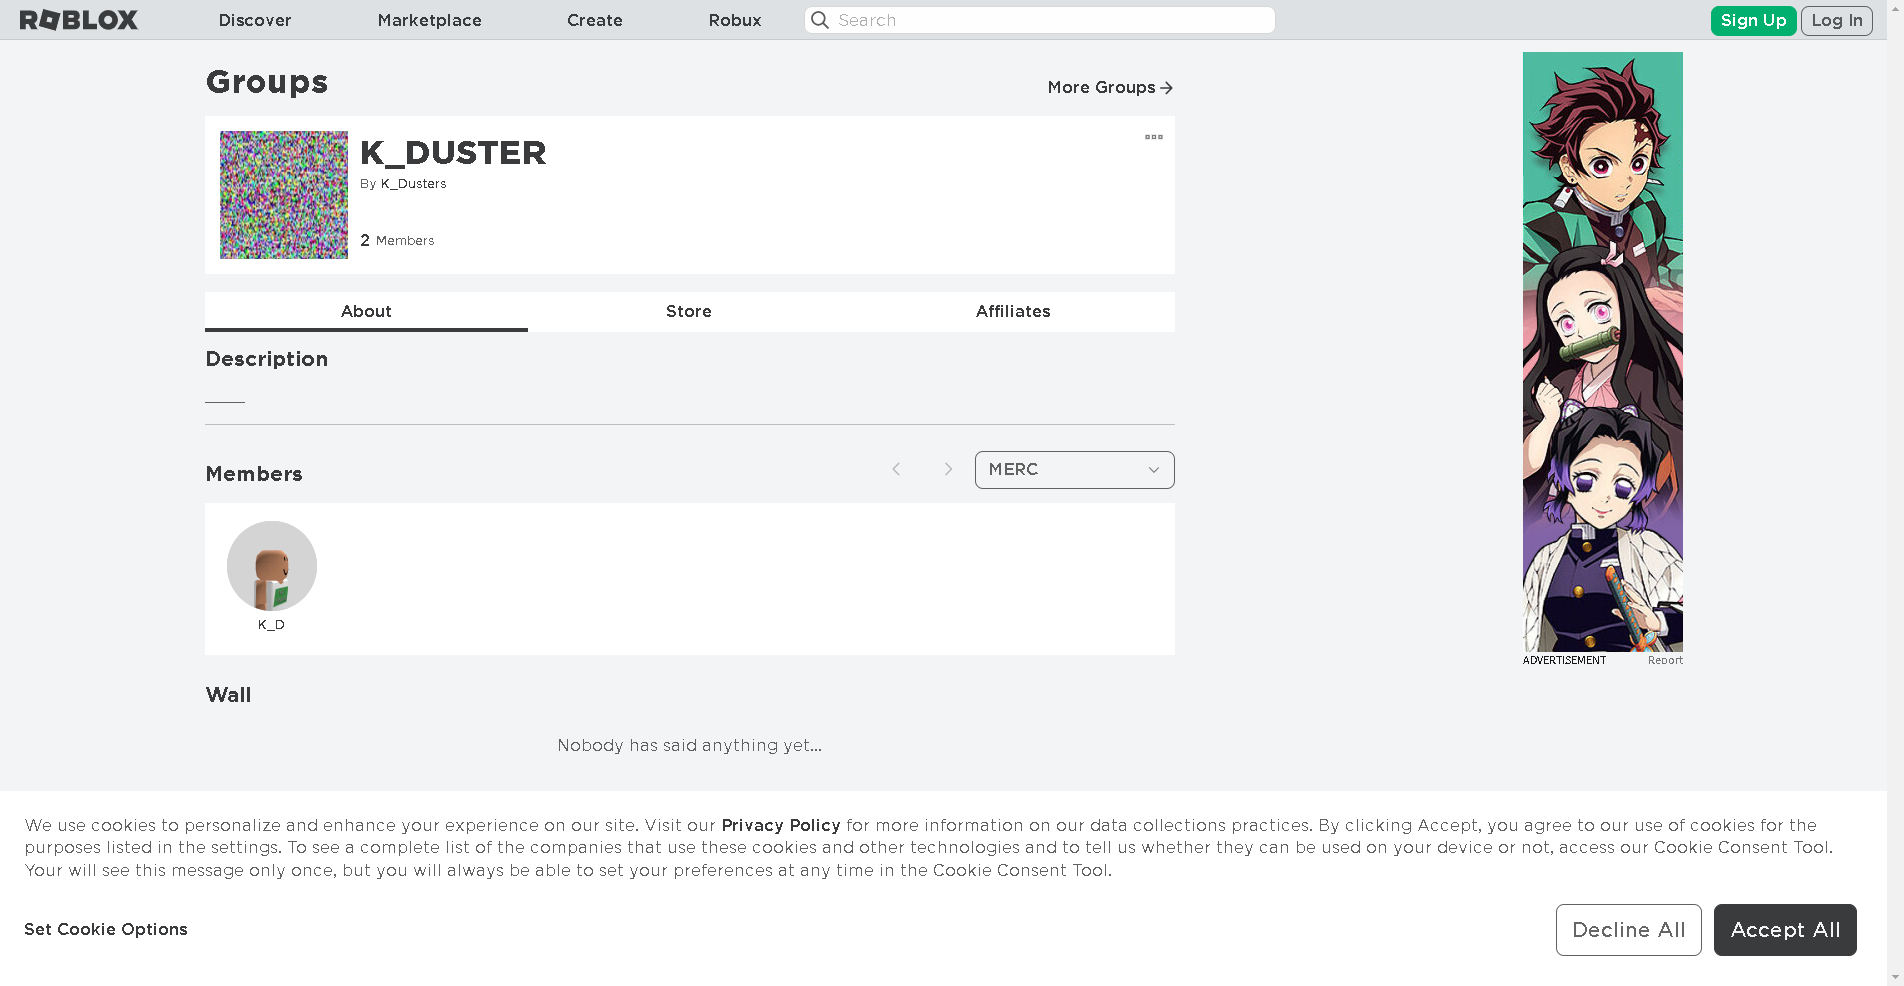 ROBLOX
Discover
Marketplace
Create
Robux
Search
Sign Up
Log In
Groups
More Groups
K_DUSTER
By K_Dusters
2 Members
About
Store
Affiliates
Description
Members
MERC
K_D
Wall
Nobody has said anything yet...
ADVERTISEMENT
Report
We use cookies to personalize and enhance your experience on our site. Visit our Privacy Policy for more information on our data collections practices. By clicking Accept, you agree to our use of cookies for the
purposes listed in the settings. To see a complete list of the companies that use these cookies and other technologies and to tell us whether they can be used on your device or not, access our Cookie Consent Tool.
Your will see this message only once, but you will always be able to set your preferences at any time in the Cookie Consent Tool.
Set Cookie Options
Decline All
Accept All